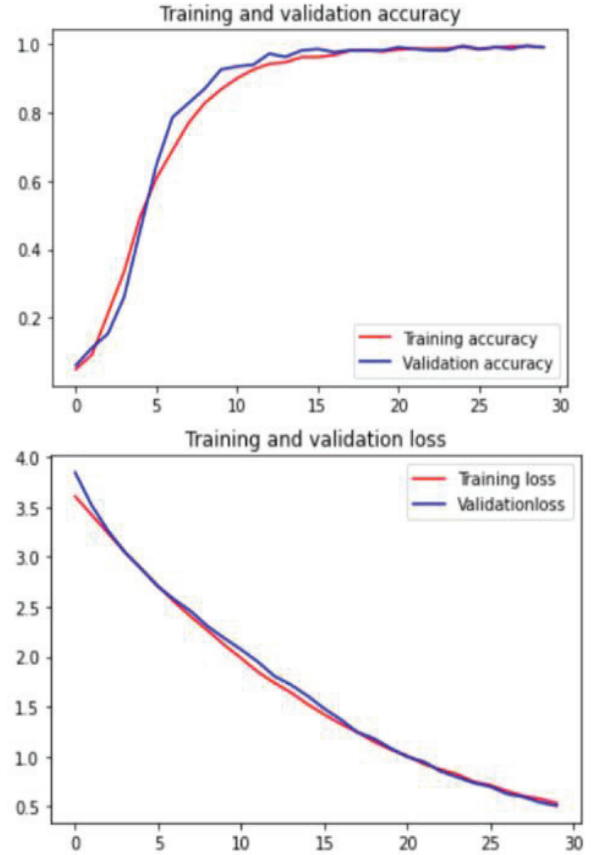 Training and validation accuracy
1.0
0.8
0.6
0.4
0.2
Training accuracy
Validation accuracy
0 5 10 15 20 25 30
Training and validation loss
4.0
3.5
3.0
2.5
2.0
1.5
1.0
0.5
Training loss
Validationloss
0 5 10 15 20 25 30